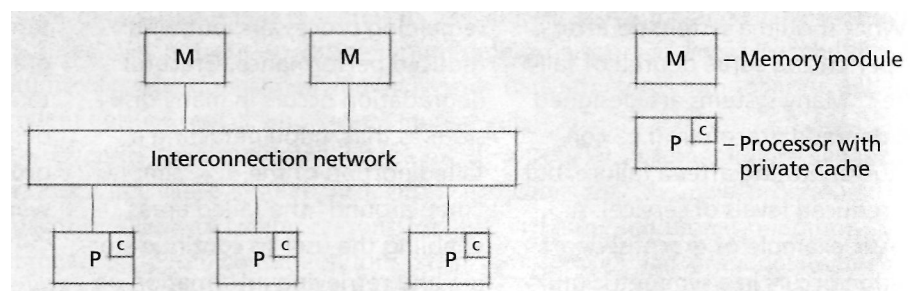 M
M
M
– Memory module
Interconnection network
P
C
– Processor with
private cache
P
C
P
C
P
C